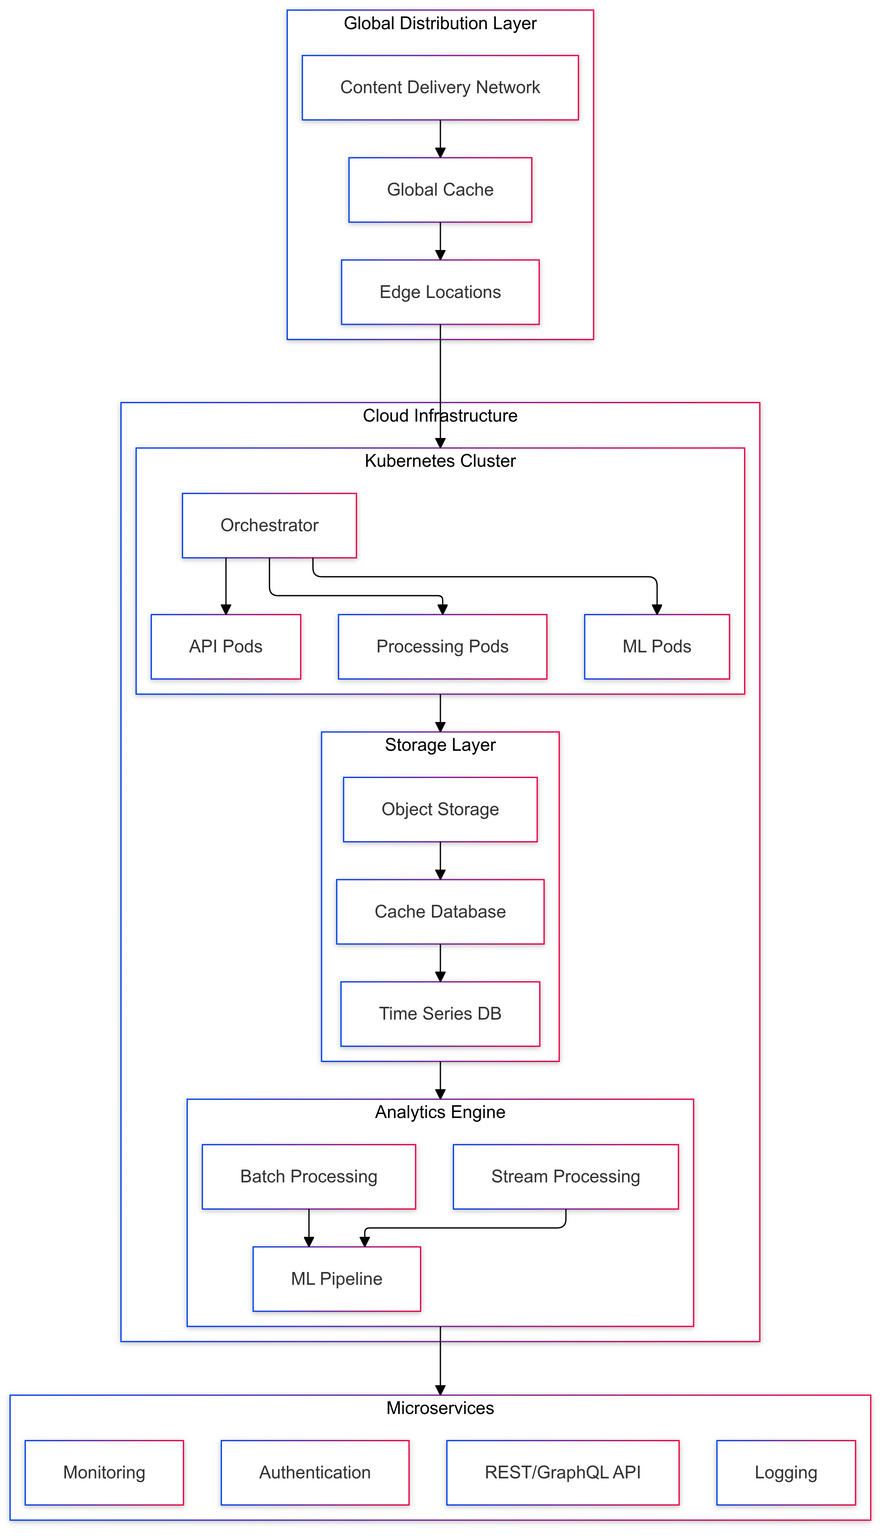 Global Distribution Layer
Content Delivery Network
Global Cache
Edge Locations
Cloud Infrastructure
Kubernetes Cluster
Orchestrator
API Pods
Processing Pods
ML Pods
Storage Layer
Object Storage
Cache Database
Time Series DB
Analytics Engine
Batch Processing
Stream Processing
ML Pipeline
Microservices
Monitoring
Authentication
REST/GraphQL API
Logging